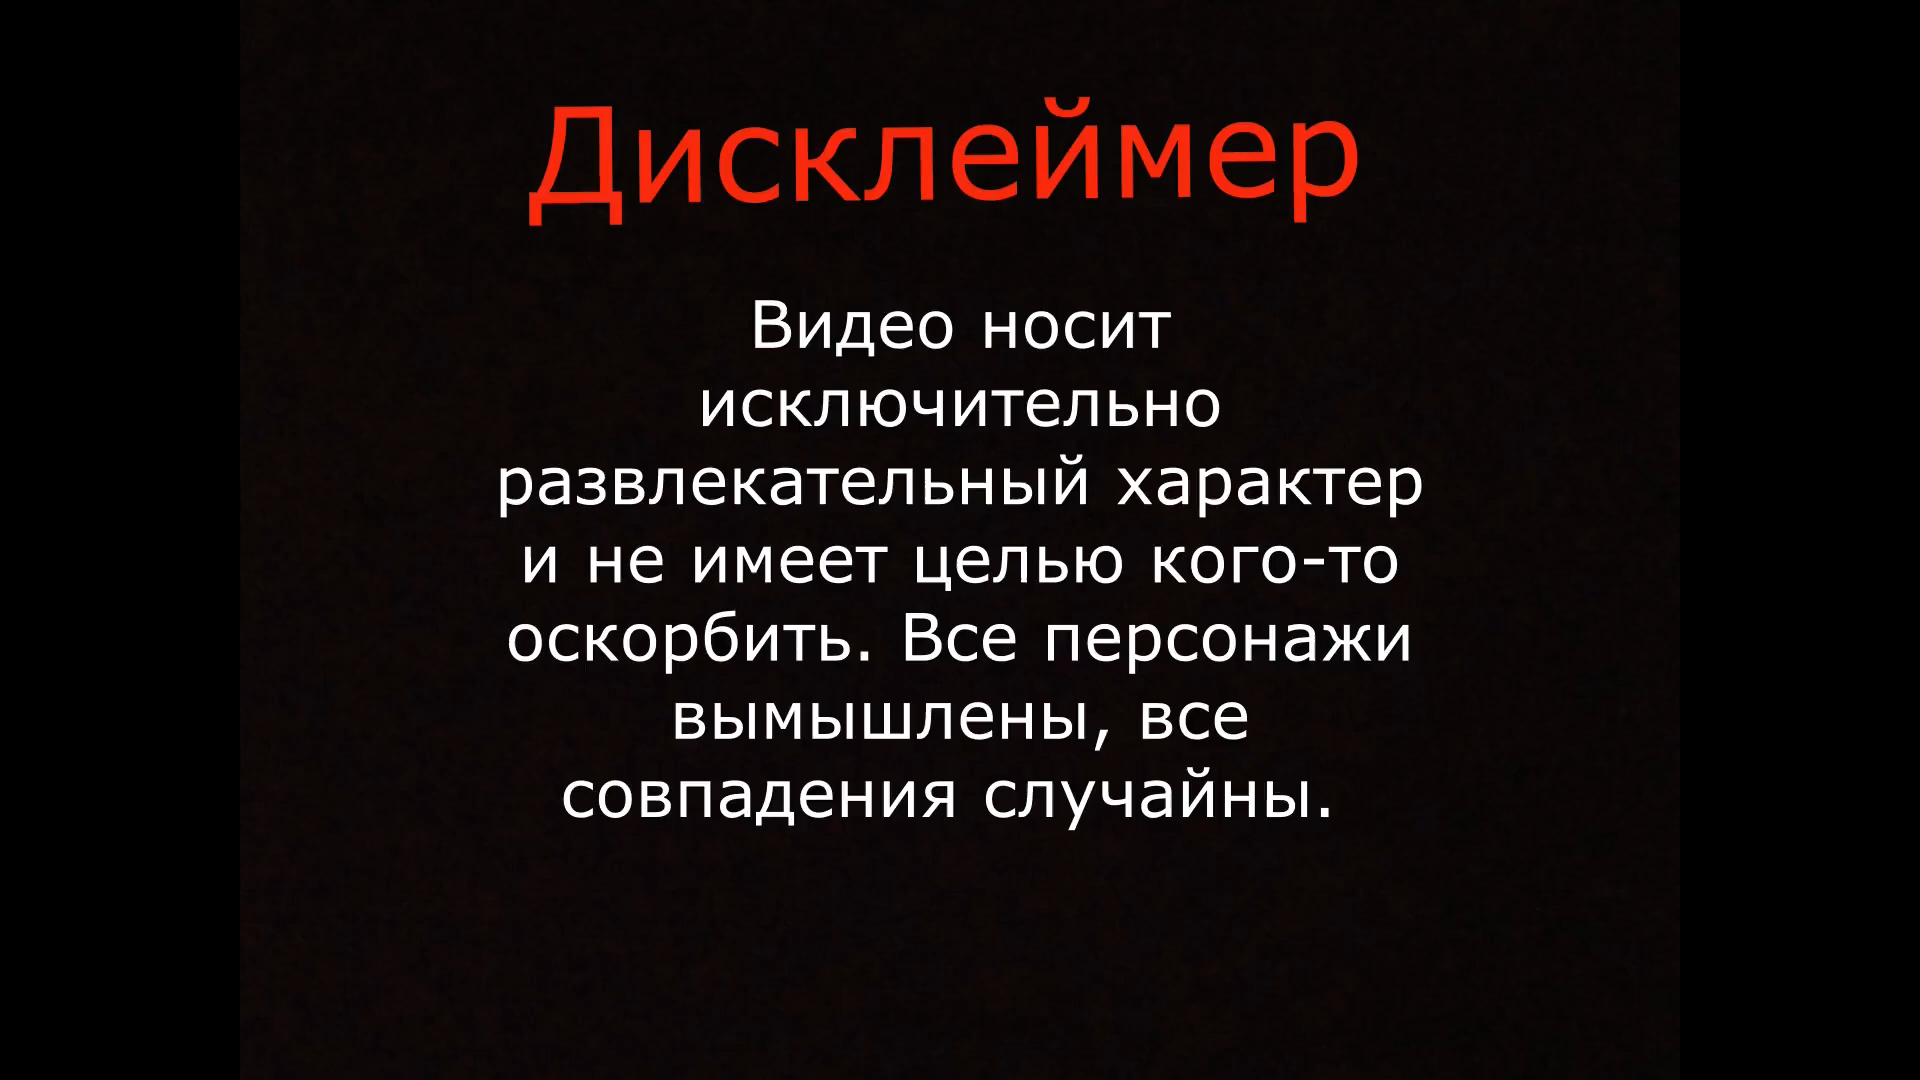 Дисклеймер
Видео носит
исключительно
развлекательный характер
и не имеет целью кого-то
оскорбить. Все персонажи
вымышлены, все
совпадения случайны.